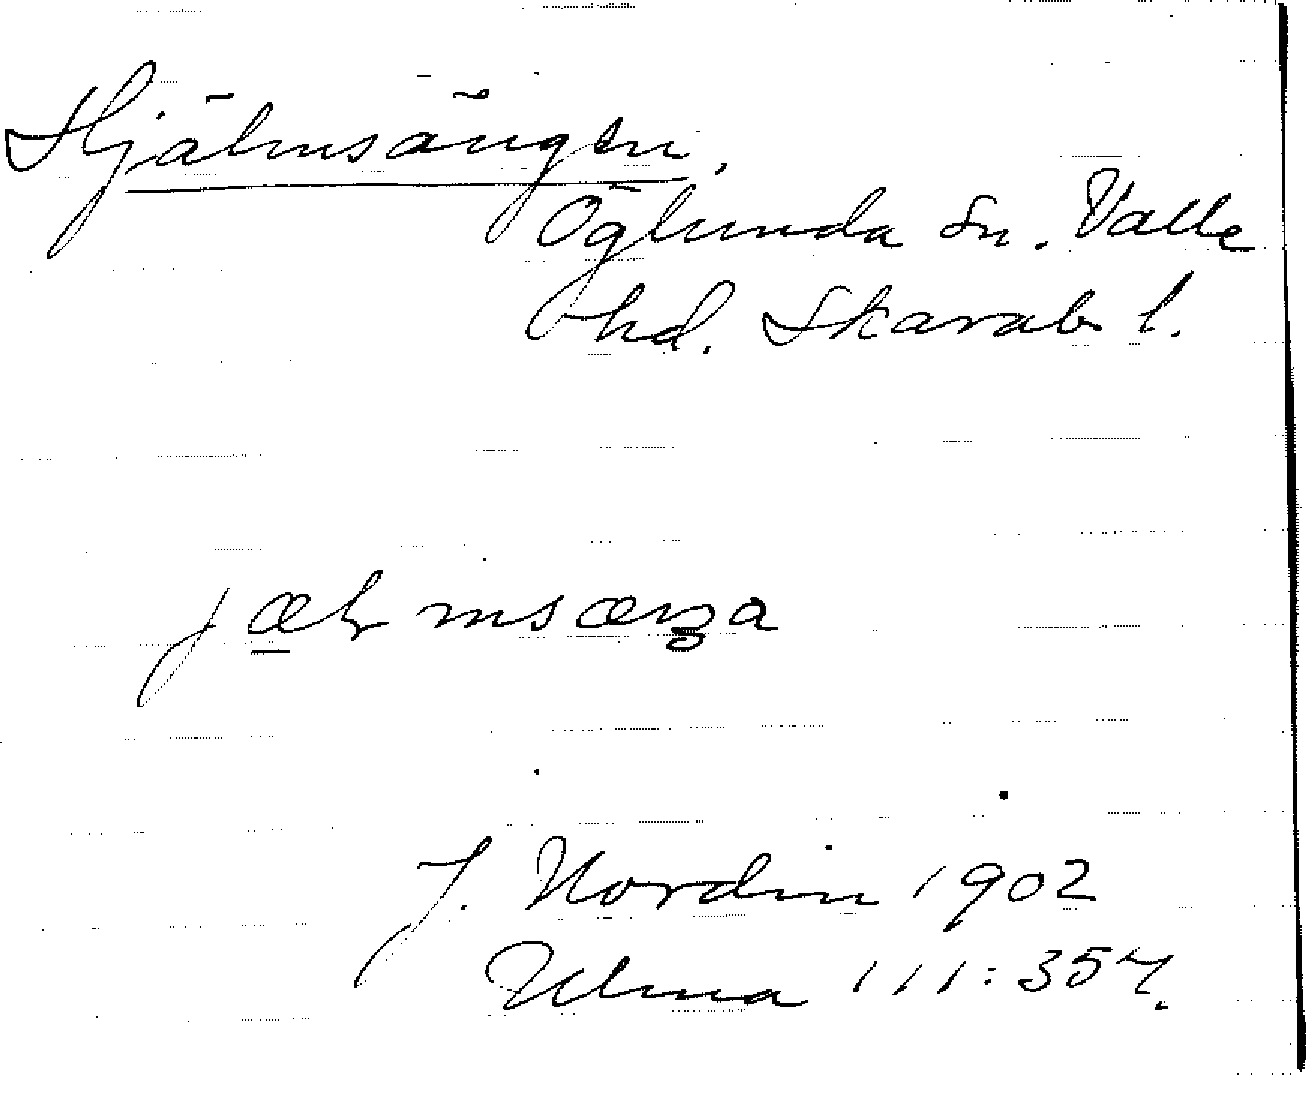 Hjälmsängen,
Öglunda sn. Valle
hd. Skarab. l.
J. Nordin 1902
Ulma 111:357.